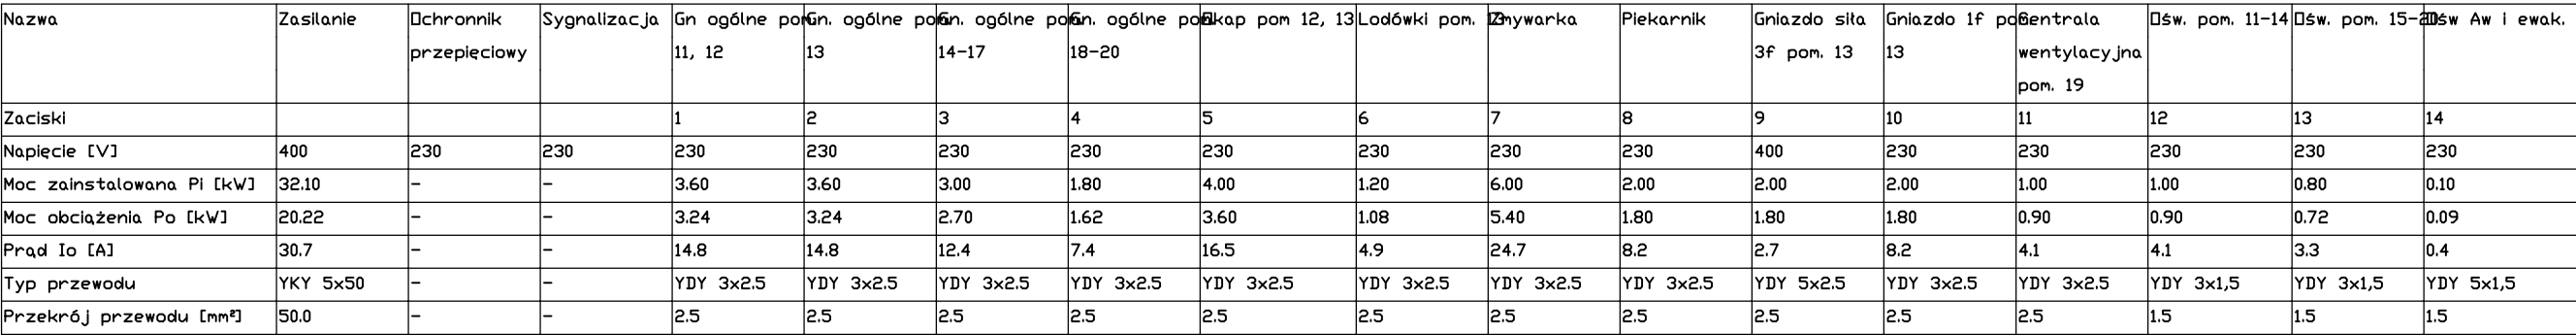 Nazwa Zasilanie Ochronnik przepięciowy Sygnalizacja Gn ogólne pom. 11, 12 Gn. ogólne pom. 13 Gn. ogólne pom. 14-17 Gn. ogólne pom. 18-20 Okap pom 12, 13 Lodówki pom. 13 Zmywarka Piekarnik Gniazdo siła 3f pom. 13 Gniazdo 1f pom. 13 Centrala wentylacyjna pom. 19 Ośw. pom. 11-14 Ośw. pom. 15-20 Ośw Aw i ewak.
Zaciski 1 2 3 4 5 6 7 8 9 10 11 12 13 14
Napięcie [V] 400 230 230 230 230 230 230 230 230 230 230 400 230 230 230 230 230
Moc zainstalowana Pi [kW] 32.10 - - 3.60 3.60 3.00 1.80 4.00 1.20 6.00 2.00 2.00 2.00 1.00 1.00 0.80 0.10
Moc obciążenia Po [kW] 20.22 - - 3.24 3.24 2.70 1.62 3.60 1.08 5.40 1.80 1.80 1.80 0.90 0.90 0.72 0.09
Prąd Io [A] 30.7 - - 14.8 14.8 12.4 7.4 16.5 4.9 24.7 8.2 2.7 8.2 4.1 4.1 3.3 0.4
Typ przewodu YKY 5x50 - - YDY 3x2.5 YDY 3x2.5 YDY 3x2.5 YDY 3x2.5 YDY 3x2.5 YDY 3x2.5 YDY 3x2.5 YDY 3x2.5 YDY 5x2.5 YDY 3x2.5 YDY 3x2.5 YDY 3x1,5 YDY 3x1,5 YDY 5x1,5
Przekrój przewodu [mm²] 50.0 - - 2.5 2.5 2.5 2.5 2.5 2.5 2.5 2.5 2.5 2.5 2.5 1.5 1.5 1.5